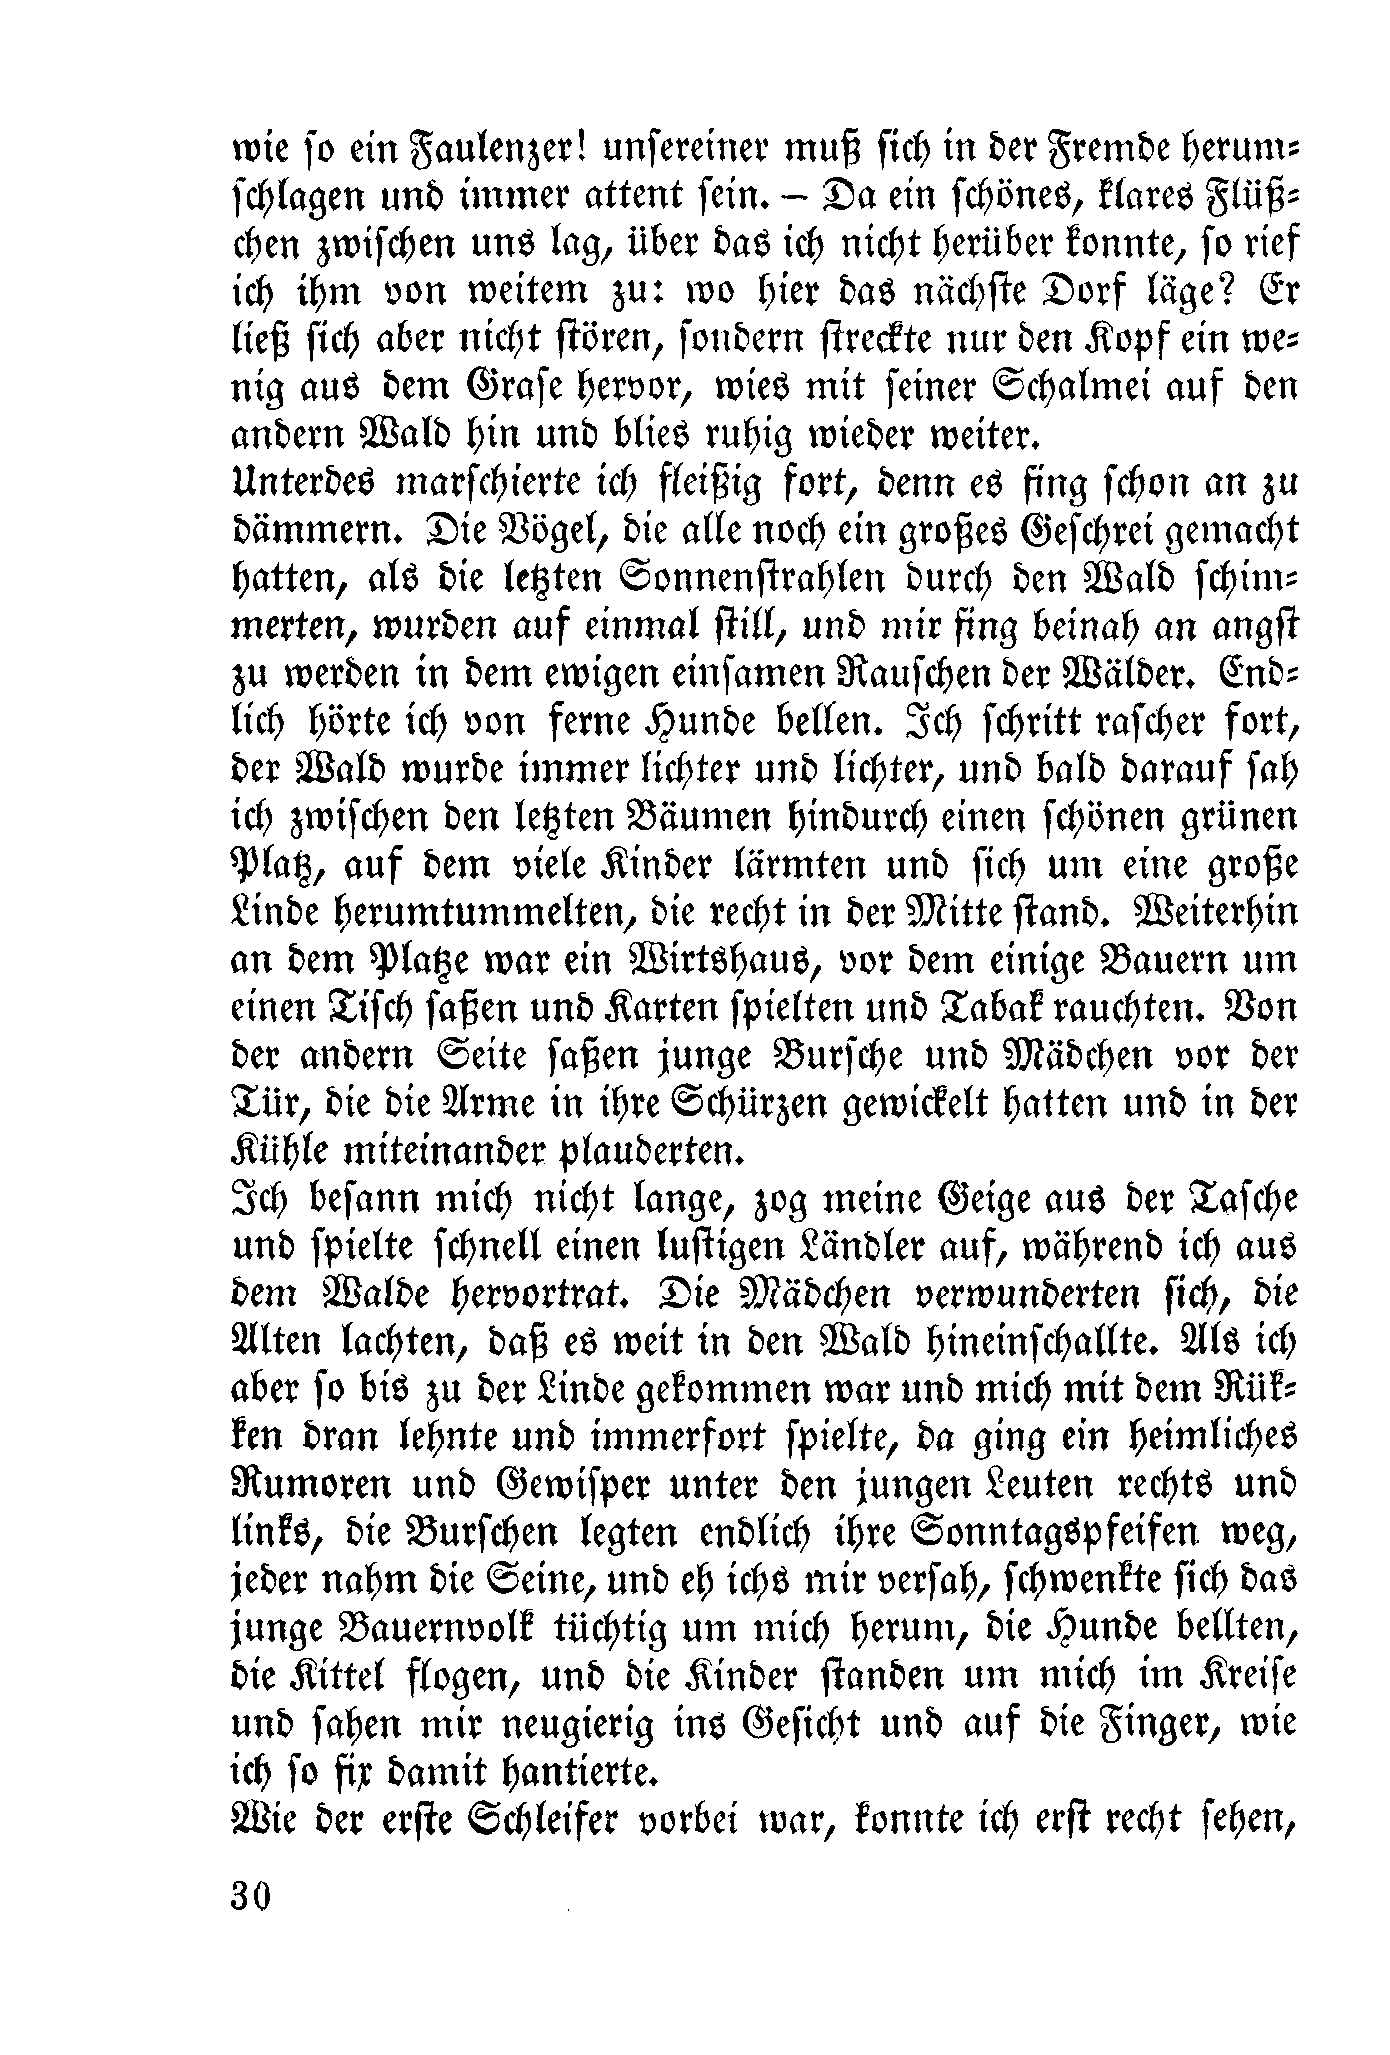 wie so ein Faulenzer! unsereiner muß sich in der Fremde herum-
schlagen und immer attent sein. – Da ein schönes, klares Flüß-
chen zwischen uns lag, über das ich nicht herüber konnte, so rief
ich ihm von weitem zu: wo hier das nächste Dorf läge? Er
ließ sich aber nicht stören, sondern streckte nur den Kopf ein we-
nig aus dem Grase hervor, wies mit seiner Schalmei auf den
andern Wald hin und blies ruhig wieder weiter.
Unterdes marschierte ich fleißig fort, denn es fing schon an zu
dämmern. Die Vögel, die alle noch ein großes Geschrei gemacht
hatten, als die letzten Sonnenstrahlen durch den Wald schim-
merten, wurden auf einmal still, und mir fing beinah an angst
zu werden in dem ewigen einsamen Rauschen der Wälder. End-
lich hörte ich von ferne Hunde bellen. Ich schritt rascher fort,
der Wald wurde immer lichter und lichter, und bald darauf sah
ich zwischen den letzten Bäumen hindurch einen schönen grünen
Platz, auf dem viele Kinder lärmten und sich um eine große
Linde herumtummelten, die recht in der Mitte stand. Weiterhin
an dem Platze war ein Wirtshaus, vor dem einige Bauern um
einen Tisch saßen und Karten spielten und Tabak rauchten. Von
der andern Seite saßen junge Bursche und Mädchen vor der
Tür, die die Arme in ihre Schürzen gewickelt hatten und in der
Kühle miteinander plauderten.
Ich besann mich nicht lange, zog meine Geige aus der Tasche
und spielte schnell einen lustigen Ländler auf, während ich aus
dem Walde hervortrat. Die Mädchen verwunderten sich, die
Alten lachten, daß es weit in den Wald hineinschallte. Als ich
aber so bis zu der Linde gekommen war und mich mit dem Rük-
ken dran lehnte und immerfort spielte, da ging ein heimliches
Rumoren und Gewisper unter den jungen Leuten rechts und
links, die Burschen legten endlich ihre Sonntagspfeifen weg,
jeder nahm die Seine, und eh ichs mir versah, schwenkte sich das
junge Bauernvolk tüchtig um mich herum, die Hunde bellten,
die Kittel flogen, und die Kinder standen um mich im Kreise
und sahen mir neugierig ins Gesicht und auf die Finger, wie
ich so fix damit hantierte.
Wie der erste Schleifer vorbei war, konnte ich erst recht sehen,
30